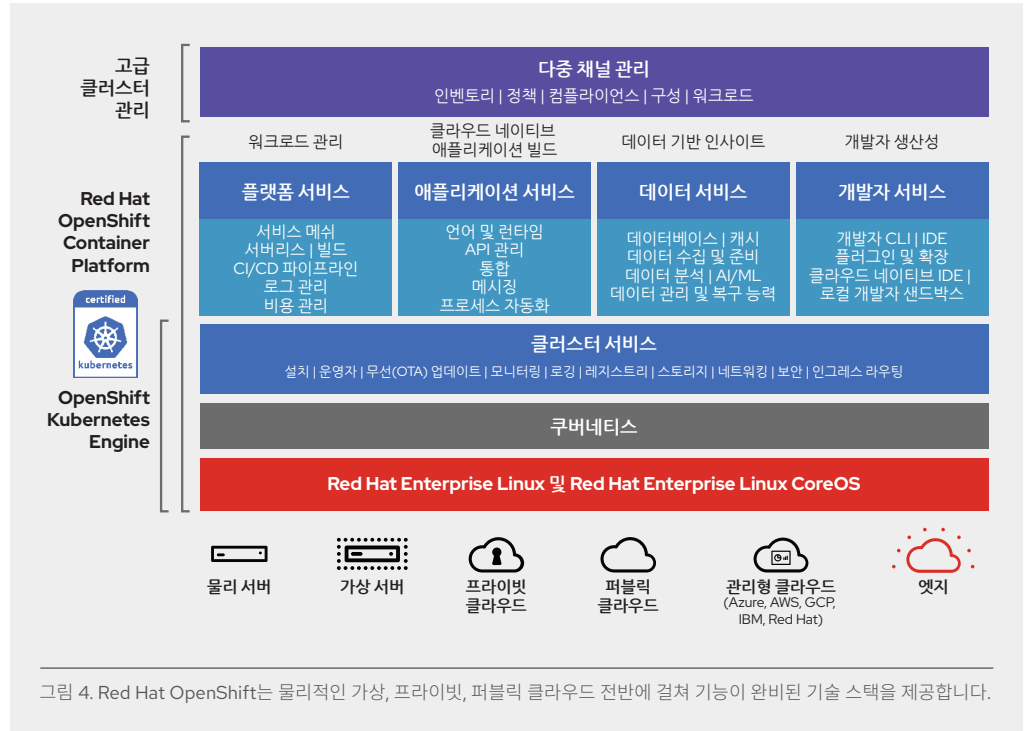 고급
클러스터
관리
다중 채널 관리
인벤토리 | 정책 | 컴플라이언스 | 구성 | 워크로드
워크로드 관리
클라우드 네이티브
애플리케이션 빌드
데이터 기반 인사이트
개발자 생산성
Red Hat
OpenShift
Container
Platform
플랫폼 서비스
서비스 메쉬
서버리스 | 빌드
CI/CD 파이프라인
로그 관리
비용 관리
애플리케이션 서비스
언어 및 런타임
API 관리
통합
메시징
프로세스 자동화
데이터 서비스
데이터베이스 | 캐시
데이터 수집 및 준비
데이터 분석 | AI/ML
데이터 관리 및 복구 능력
개발자 서비스
개발자 CLI | IDE
플러그인 및 확장
클라우드 네이티브 IDE |
로컬 개발자 샌드박스
certified
kubernetes
OpenShift
Kubernetes
Engine
클러스터 서비스
설치 | 운영자 | 무선(OTA) 업데이트 | 모니터링 | 로깅 | 레지스트리 | 스토리지 | 네트워킹 | 보안 | 인그레스 라우팅
쿠버네티스
Red Hat Enterprise Linux 및 Red Hat Enterprise Linux CoreOS
물리 서버
가상 서버
프라이빗
클라우드
퍼블릭
클라우드
관리형 클라우드
(Azure, AWS, GCP,
IBM, Red Hat)
엣지
그림 4. Red Hat OpenShift는 물리적인 가상, 프라이빗, 퍼블릭 클라우드 전반에 걸쳐 기능이 완비된 기술 스택을 제공합니다.